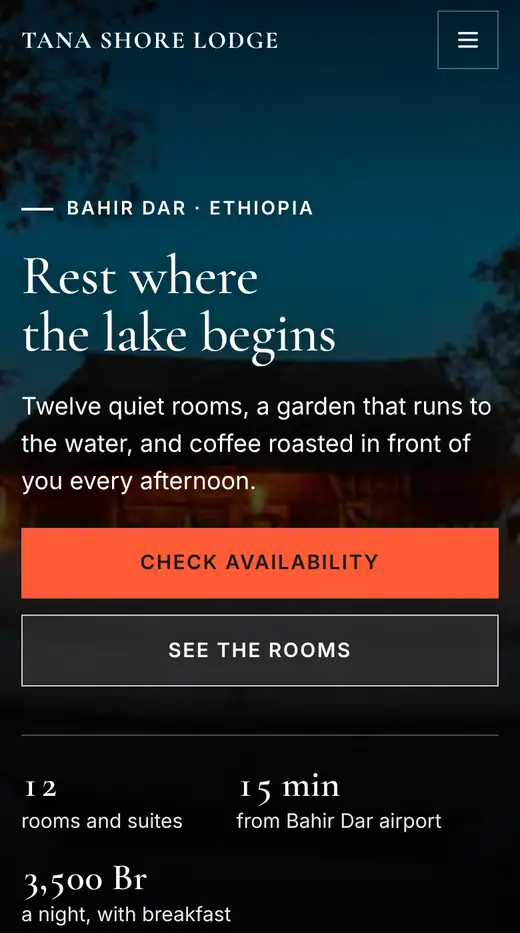 TANA SHORE LODGE
BAHIR DAR · ETHIOPIA
Rest where
the lake begins
Twelve quiet rooms, a garden that runs to
the water, and coffee roasted in front of
you every afternoon.
CHECK AVAILABILITY
SEE THE ROOMS
12
rooms and suites
15 min
from Bahir Dar airport
3,500 Br
a night, with breakfast